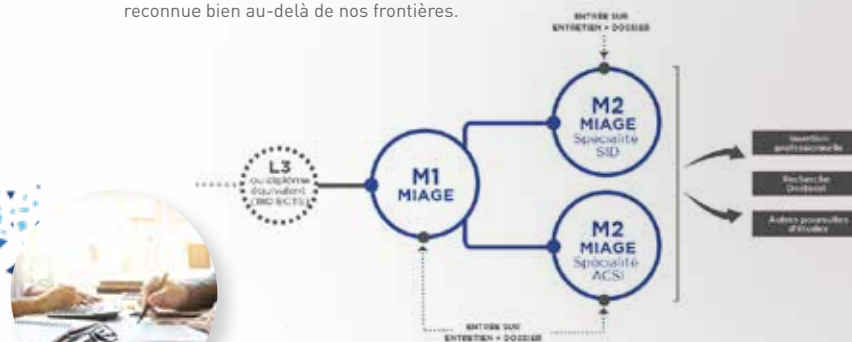 reconnue bien au-delà de nos frontières.
ENTRÉE SUR
ENTRETIEN + DOSSIER
L3
ou diplôme
équivalent
(180 ECTS)
M1
MIAGE
M2
MIAGE
Spécialité
SID
M2
MIAGE
Spécialité
ACSI
Insertion
professionnelle
Recherche
Doctorat
Autres poursuites
d'études
ENTRÉE SUR
ENTRETIEN + DOSSIER